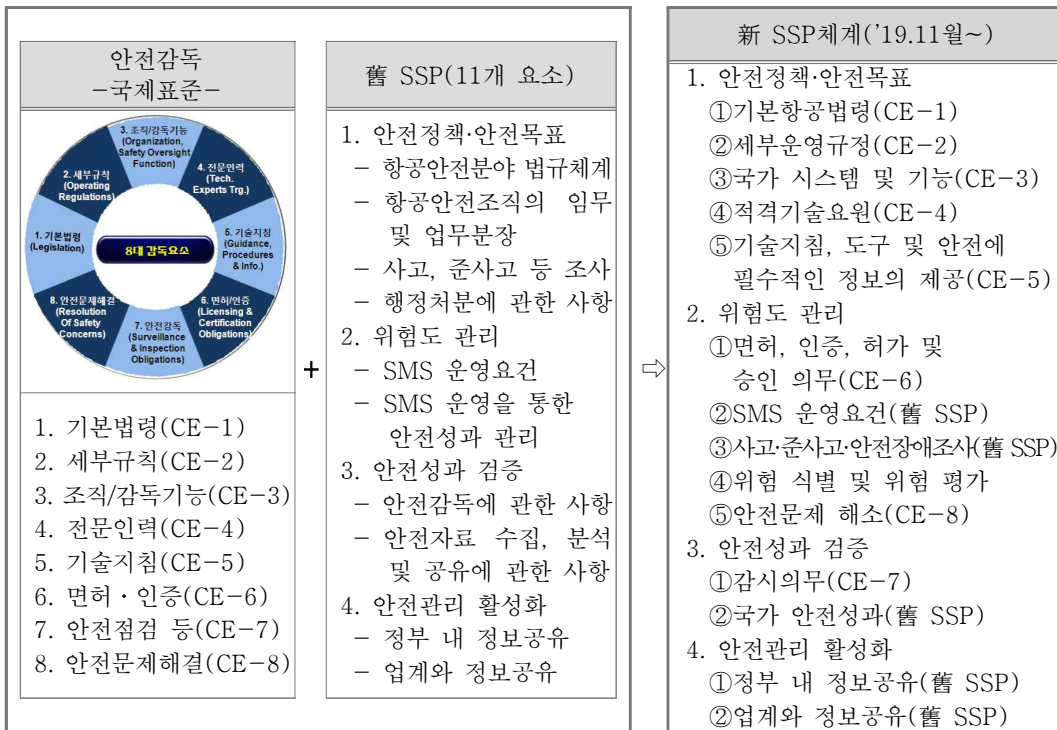 안전감독
-국제표준-
3. 조직/감독기능
(Organization,
Safety Oversight
Function)
4. 전문인력
(Tech.
Experts Trg.)
5. 기술지침
(Guidance,
Procedures
& Info.)
6. 면허/인증
(Licensing &
Certification
Obligations)
7. 안전감독
(Surveillance
& Inspection
Obligations)
8. 안전문제해결
(Resolution
Of Safety
Concerns)
1. 기본법령
(Legislation)
2. 세부규칙
(Operating
Regulations)
8대 감독요소
1. 기본법령(CE-1)
2. 세부규칙(CE-2)
3. 조직/감독기능(CE-3)
4. 전문인력(CE-4)
5. 기술지침(CE-5)
6. 면허·인증(CE-6)
7. 안전점검 등(CE-7)
8. 안전문제해결(CE-8)
+
舊 SSP(11개 요소)
1. 안전정책·안전목표
- 항공안전분야 법규체계
- 항공안전조직의 임무
및 업무분장
- 사고, 준사고 등 조사
- 행정처분에 관한 사항
2. 위험도 관리
- SMS 운영요건
- SMS 운영을 통한
안전성과 관리
3. 안전성과 검증
- 안전감독에 관한 사항
- 안전자료 수집, 분석
및 공유에 관한 사항
4. 안전관리 활성화
- 정부 내 정보공유
- 업계와 정보공유
⇨
新 SSP체계('19.11월~)
1. 안전정책·안전목표
①기본항공법령(CE-1)
②세부운영규정(CE-2)
③국가 시스템 및 기능(CE-3)
④적격기술요원(CE-4)
⑤기술지침, 도구 및 안전에
필수적인 정보의 제공(CE-5)
2. 위험도 관리
①면허, 인증, 허가 및
승인 의무(CE-6)
②SMS 운영요건(舊 SSP)
③사고·준사고·안전장애조사(舊 SSP)
④위험 식별 및 위험 평가
⑤안전문제 해소(CE-8)
3. 안전성과 검증
①감시의무(CE-7)
②국가 안전성과(舊 SSP)
4. 안전관리 활성화
①정부 내 정보공유(舊 SSP)
②업계와 정보공유(舊 SSP)